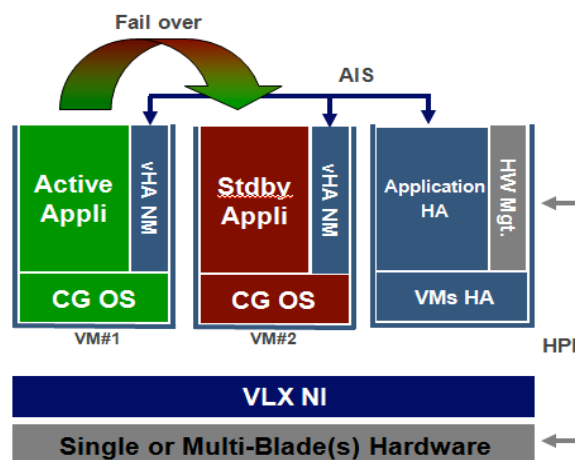 Fail over
AIS
Active
Appli
vHA NM
Stdby
Appli
vHA NM
Application
HA
HW Mgt.
CG OS
CG OS
VMs HA
VM#1
VM#2
HPI
VLX NI
Single or Multi-Blade(s) Hardware